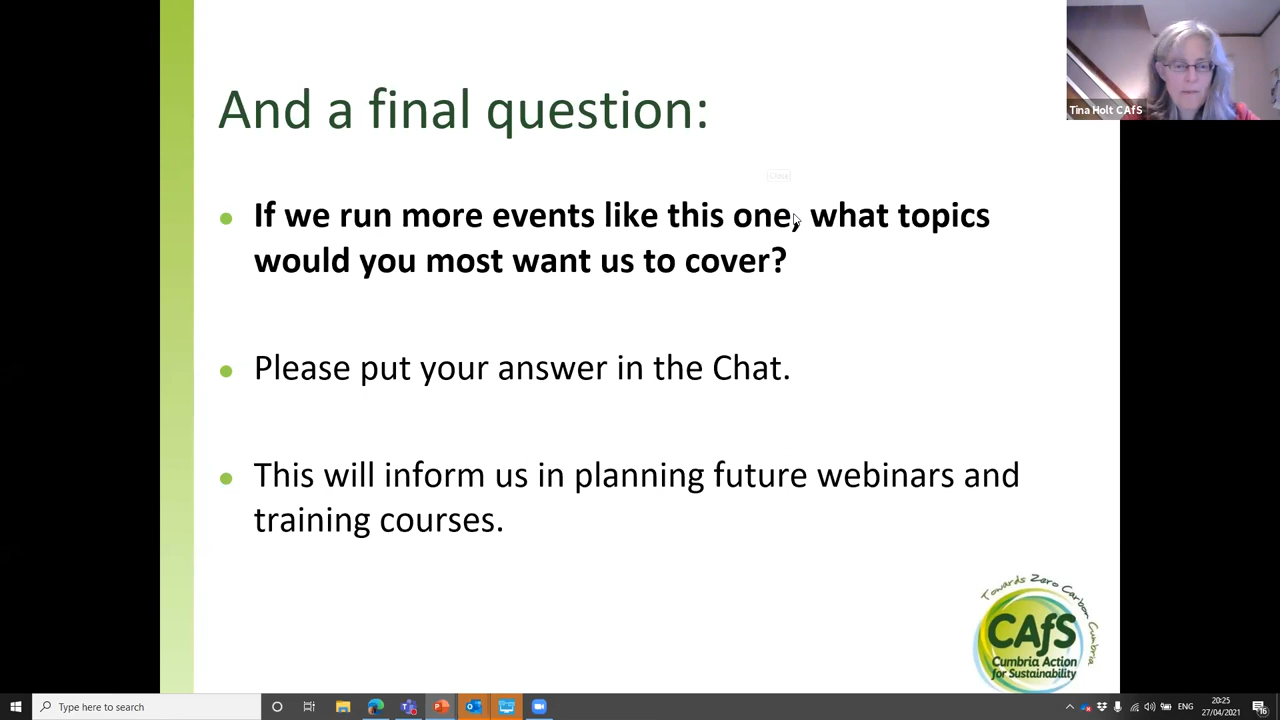 Tina Holt CAfS
And a final question:
Close
If we run more events like this one, what topics
would you most want us to cover?
Please put your answer in the Chat.
This will inform us in planning future webinars and
training courses.
Towards Zero Carbon Cumbria
CAfS
Cumbria Action
for Sustainability
Type here to search
ENG
20:25
27/04/2021
16